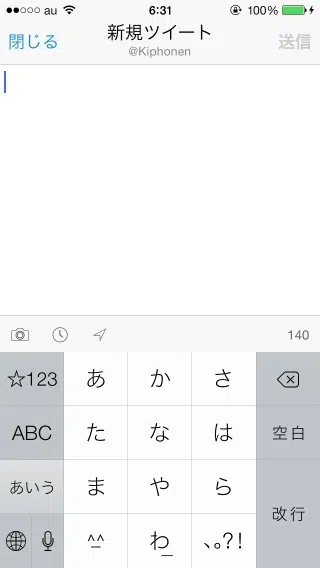 au 6:31 100%
閉じる 新規ツイート 送信
@Kiphonen
140
☆123 あ か さ
ABC た な は 空白
あいう ま や ら 改行
^_^ わ_ 、。?!